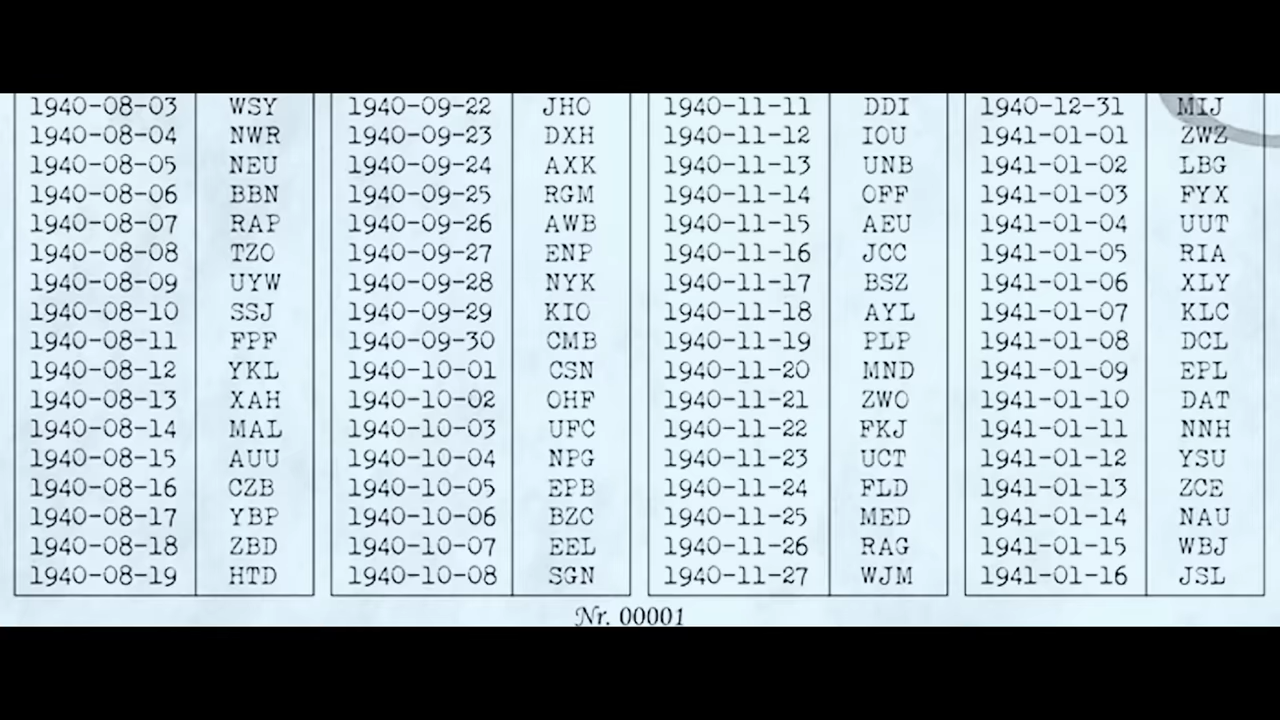 1940-08-03 WSY 1940-09-22 JHO 1940-11-11 DDI 1940-12-31 MIJ
1940-08-04 NWR 1940-09-23 DXH 1940-11-12 IOU 1941-01-01 ZWZ
1940-08-05 NEU 1940-09-24 AXK 1940-11-13 UNB 1941-01-02 LBG
1940-08-06 BBN 1940-09-25 RGM 1940-11-14 OFF 1941-01-03 FYX
1940-08-07 RAP 1940-09-26 AWB 1940-11-15 AEU 1941-01-04 UUT
1940-08-08 TZO 1940-09-27 ENP 1940-11-16 JCC 1941-01-05 RIA
1940-08-09 UYW 1940-09-28 NYK 1940-11-17 BSZ 1941-01-06 XLY
1940-08-10 SSJ 1940-09-29 KIO 1940-11-18 AYL 1941-01-07 KLC
1940-08-11 FPF 1940-09-30 CMB 1940-11-19 PLP 1941-01-08 DCL
1940-08-12 YKL 1940-10-01 CSN 1940-11-20 MND 1941-01-09 EPL
1940-08-13 XAH 1940-10-02 OHF 1940-11-21 ZWO 1941-01-10 DAT
1940-08-14 MAL 1940-10-03 UFC 1940-11-22 FKJ 1941-01-11 NNH
1940-08-15 AUU 1940-10-04 NPG 1940-11-23 UCT 1941-01-12 YSU
1940-08-16 CZB 1940-10-05 EPB 1940-11-24 FLD 1941-01-13 ZCE
1940-08-17 YBP 1940-10-06 BZC 1940-11-25 MED 1941-01-14 NAU
1940-08-18 ZBD 1940-10-07 EEL 1940-11-26 RAG 1941-01-15 WBJ
1940-08-19 HTD 1940-10-08 SGN 1940-11-27 WJM 1941-01-16 JSL
Nr. 00001